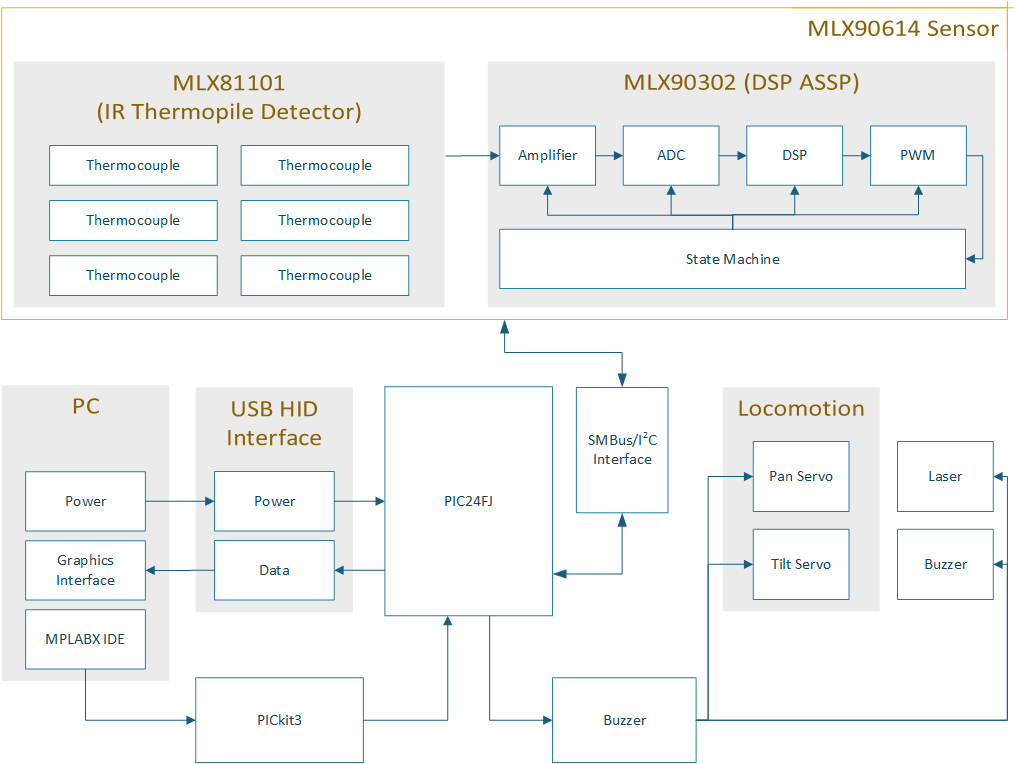 MLX90614 Sensor
MLX81101
(IR Thermopile Detector)
Thermocouple
Thermocouple
Thermocouple
Thermocouple
Thermocouple
Thermocouple
MLX90302 (DSP ASSP)
Amplifier
ADC
DSP
PWM
State Machine
PC
Power
Graphics
Interface
MPLABX IDE
USB HID
Interface
Power
Data
PIC24FJ
SMBus/I²C
Interface
Locomotion
Pan Servo
Tilt Servo
Laser
Buzzer
PICkit3
Buzzer